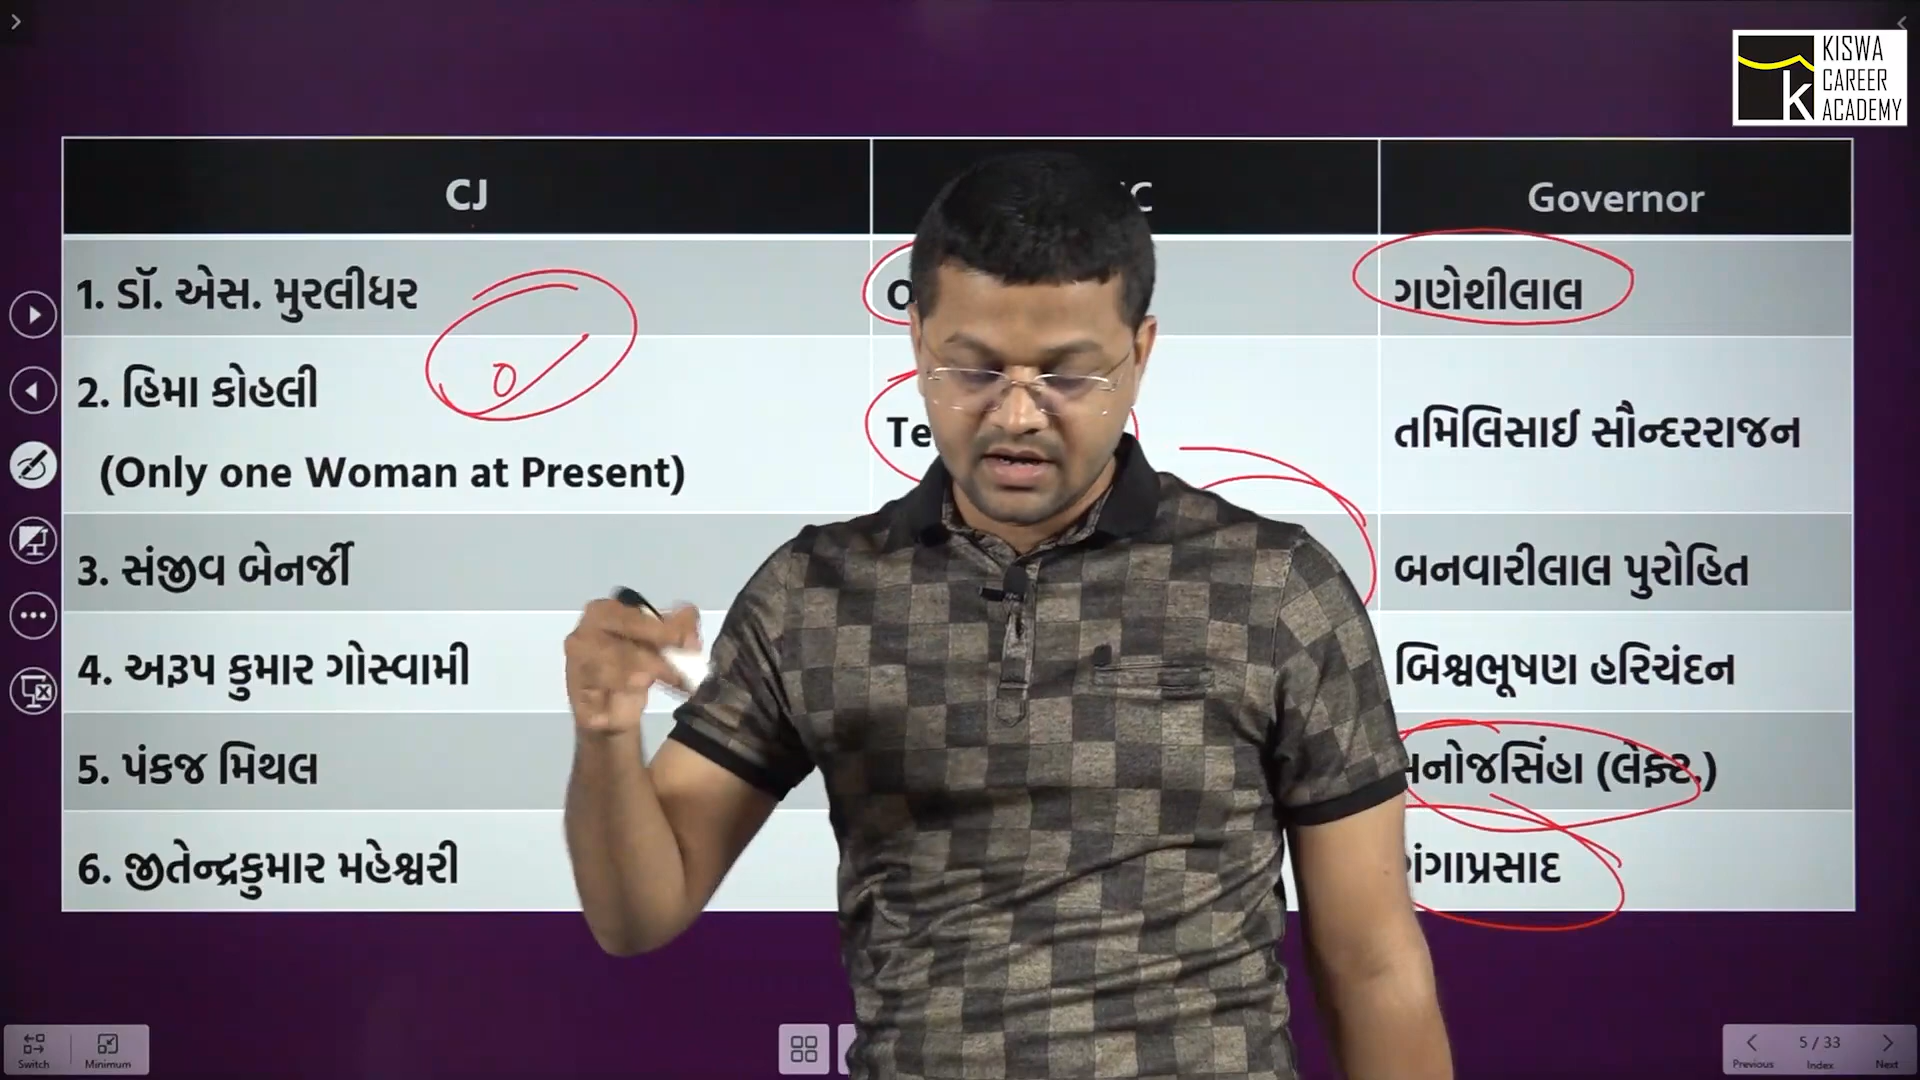 KISWA
CAREER
ACADEMY
CJ
Governor
1. ડૉ. એસ. મુરલીધર
ગણેશીલાલ
2. હિમા કોહલી
(Only one Woman at Present)
તમિલિસાઈ સૌન્દરરાજન
3. સંજીવ બેનર્જી
બનવારીલાલ પુરોહિત
4. અરૂપ કુમાર ગોસ્વામી
બિશ્વભૂષણ હરિચંદન
5. પંકજ મિથલ
મનોજસિંહા (લેફ્ટ.)
6. જીતેન્દ્રકુમાર મહેશ્વરી
ગંગાપ્રસાદ
Switch
Minimum
Previous
5 / 33
Index
Next